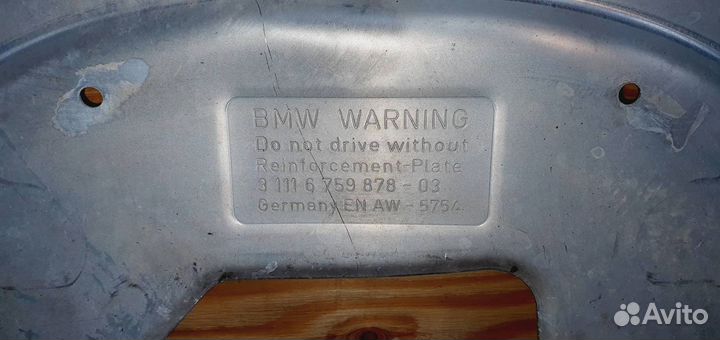 BMW WARNING
Do not drive without
Reinforcement-Plate
3 111 6 759 878 - 03
Germany EN AW - 5754
Avito